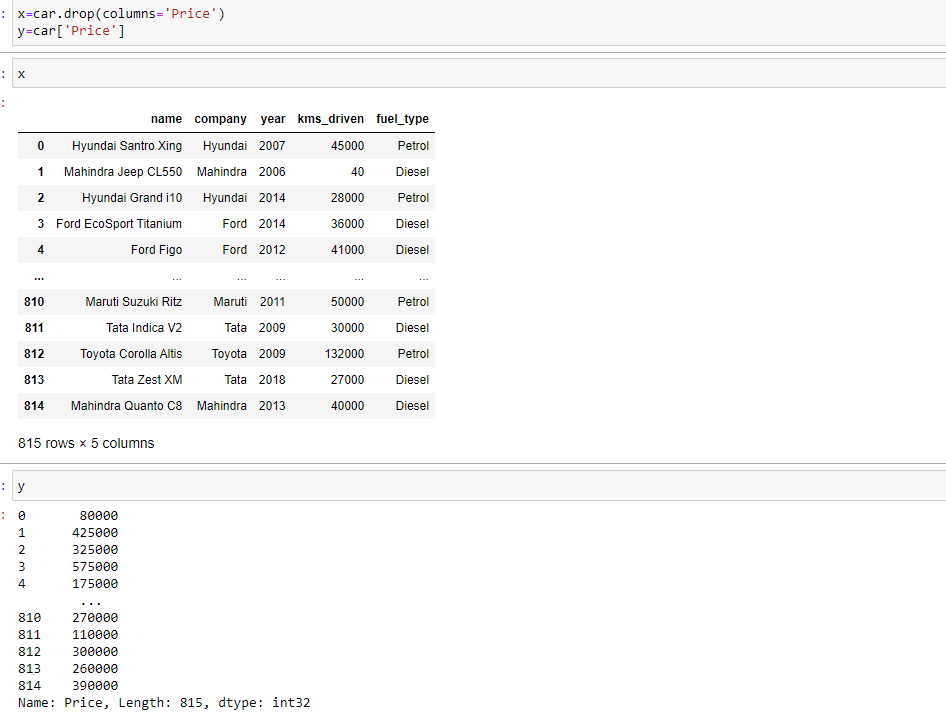 : x=car.drop(columns='Price')
y=car['Price']
: x
:
name company year kms_driven fuel_type
0 Hyundai Santro Xing Hyundai 2007 45000 Petrol
1 Mahindra Jeep CL550 Mahindra 2006 40 Diesel
2 Hyundai Grand i10 Hyundai 2014 28000 Petrol
3 Ford EcoSport Titanium Ford 2014 36000 Diesel
4 Ford Figo Ford 2012 41000 Diesel
... ... ... ... ... ...
810 Maruti Suzuki Ritz Maruti 2011 50000 Petrol
811 Tata Indica V2 Tata 2009 30000 Diesel
812 Toyota Corolla Altis Toyota 2009 132000 Petrol
813 Tata Zest XM Tata 2018 27000 Diesel
814 Mahindra Quanto C8 Mahindra 2013 40000 Diesel
815 rows × 5 columns
: y
: 0 80000
1 425000
2 325000
3 575000
4 175000
...
810 270000
811 110000
812 300000
813 260000
814 390000
Name: Price, Length: 815, dtype: int32